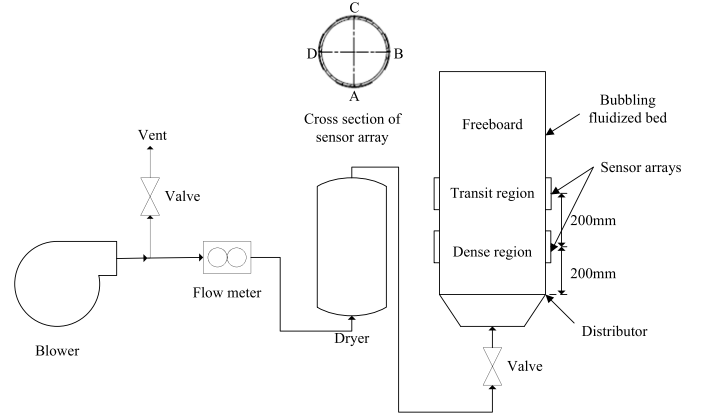 C
D
B
A
Cross section of
sensor array
Vent
Valve
Blower
Flow meter
Dryer
Freeboard
Bubbling
fluidized bed
Sensor arrays
Transit region
200mm
Dense region
200mm
Distributor
Valve